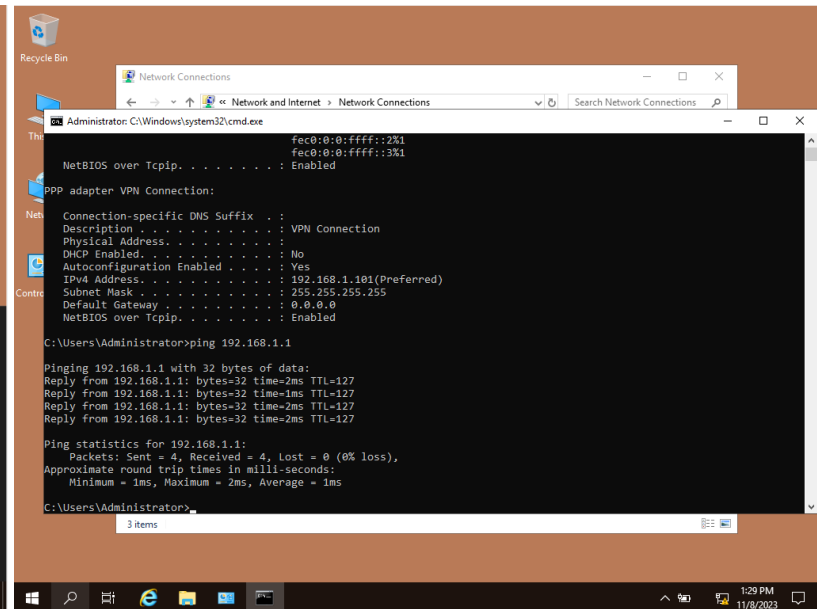 Recycle Bin
Network Connections
« Network and Internet › Network Connections
Search Network Connections
Administrator: C:\Windows\system32\cmd.exe
fec0:0:0:ffff::2%1
fec0:0:0:ffff::3%1
NetBIOS over Tcpip. . . . . . . . : Enabled
PPP adapter VPN Connection:
Connection-specific DNS Suffix  . :
Description . . . . . . . . . . . : VPN Connection
Physical Address. . . . . . . . . :
DHCP Enabled. . . . . . . . . . . : No
Autoconfiguration Enabled . . . . : Yes
IPv4 Address. . . . . . . . . . . : 192.168.1.101(Preferred)
Subnet Mask . . . . . . . . . . . : 255.255.255.255
Default Gateway . . . . . . . . . : 0.0.0.0
NetBIOS over Tcpip. . . . . . . . : Enabled
C:\Users\Administrator>ping 192.168.1.1
Pinging 192.168.1.1 with 32 bytes of data:
Reply from 192.168.1.1: bytes=32 time=2ms TTL=127
Reply from 192.168.1.1: bytes=32 time=1ms TTL=127
Reply from 192.168.1.1: bytes=32 time=2ms TTL=127
Reply from 192.168.1.1: bytes=32 time=2ms TTL=127
Ping statistics for 192.168.1.1:
Packets: Sent = 4, Received = 4, Lost = 0 (0% loss),
Approximate round trip times in milli-seconds:
Minimum = 1ms, Maximum = 2ms, Average = 1ms
C:\Users\Administrator>
3 items
1:29 PM
11/8/2023